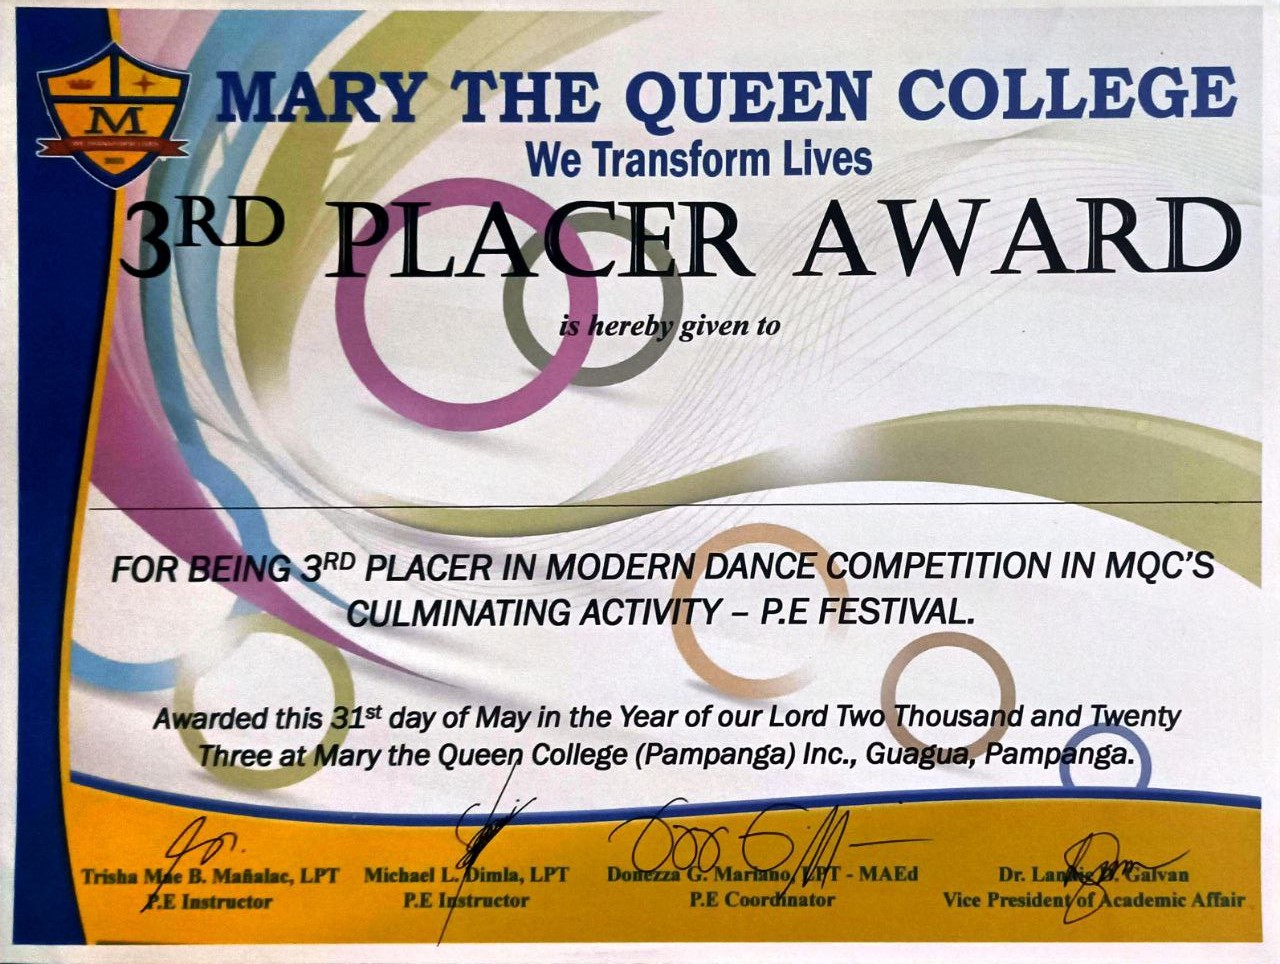 M
MARY THE QUEEN COLLEGE
We Transform Lives
3RD PLACER AWARD
is hereby given to
FOR BEING 3RD PLACER IN MODERN DANCE COMPETITION IN MQC'S
CULMINATING ACTIVITY – P.E FESTIVAL.
Awarded this 31st day of May in the Year of our Lord Two Thousand and Twenty
Three at Mary the Queen College (Pampanga) Inc., Guagua, Pampanga.
Trisha Mae B. Mañalac, LPT
P.E Instructor
Michael L. Dimla, LPT
P.E Instructor
Donezza G. Mariano, LPT - MAEd
P.E Coordinator
Dr. Galvan
Vice President of Academic Affair